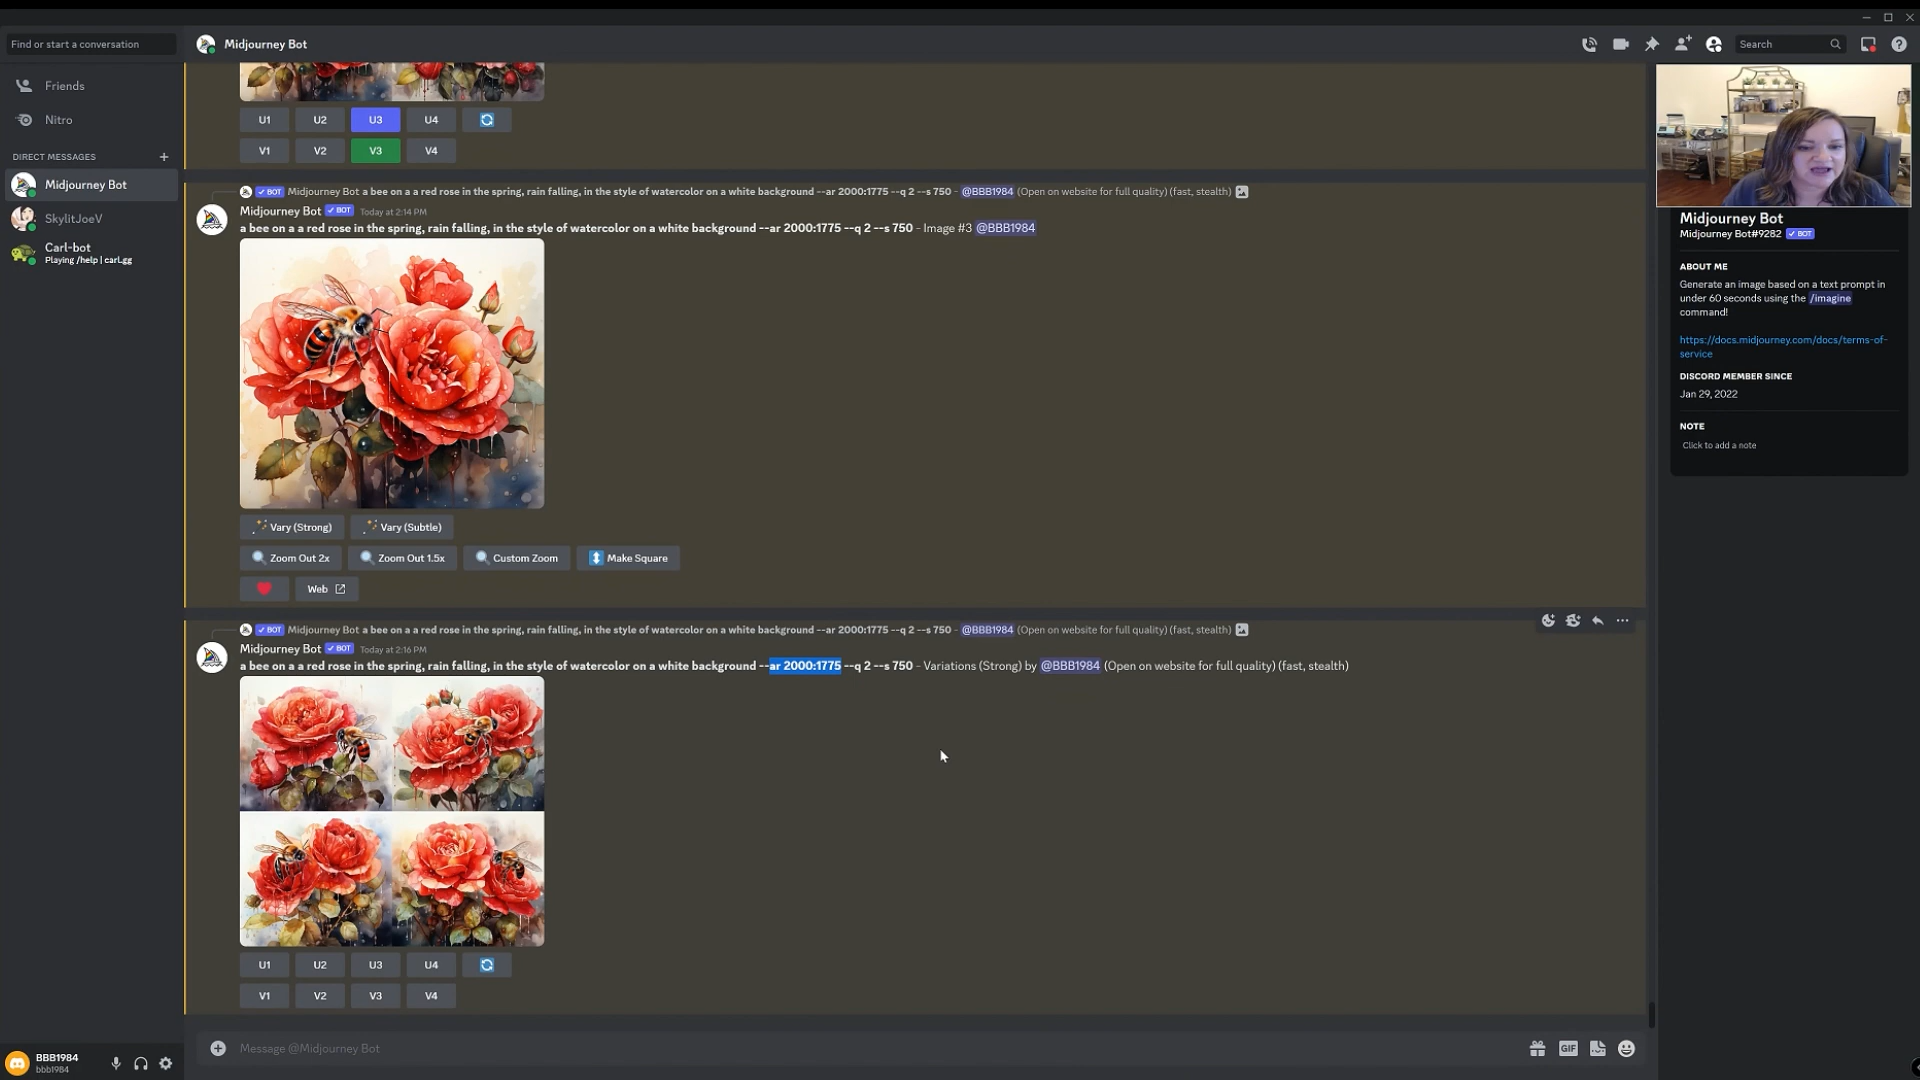 Find or start a conversation
Midjourney Bot
Search
Friends
Nitro
DIRECT MESSAGES
Midjourney Bot
SkylitJoeV
Carl-bot
Playing /help | carl.gg
U1 U2 U3 U4
V1 V2 V3 V4
BOT Midjourney Bot a bee on a a red rose in the spring, rain falling, in the style of watercolor on a white background --ar 2000:1775 --q 2 --s 750 - @BBB1984 (Open on website for full quality) (fast, stealth)
Midjourney Bot BOT Today at 2:14 PM
a bee on a a red rose in the spring, rain falling, in the style of watercolor on a white background --ar 2000:1775 --q 2 --s 750 - Image #3 @BBB1984
Vary (Strong) Vary (Subtle)
Zoom Out 2x Zoom Out 1.5x Custom Zoom Make Square
Web
BOT Midjourney Bot a bee on a a red rose in the spring, rain falling, in the style of watercolor on a white background --ar 2000:1775 --q 2 --s 750 - @BBB1984 (Open on website for full quality) (fast, stealth)
Midjourney Bot BOT Today at 2:16 PM
a bee on a a red rose in the spring, rain falling, in the style of watercolor on a white background --ar 2000:1775 --q 2 --s 750 - Variations (Strong) by @BBB1984 (Open on website for full quality) (fast, stealth)
U1 U2 U3 U4
V1 V2 V3 V4
Message @Midjourney Bot
GIF
BBB1984
bbb1984
Midjourney Bot
Midjourney Bot#9282 BOT
ABOUT ME
Generate an image based on a text prompt in
under 60 seconds using the /imagine
command!
https://docs.midjourney.com/docs/terms-of-
service
DISCORD MEMBER SINCE
Jan 29, 2022
NOTE
Click to add a note